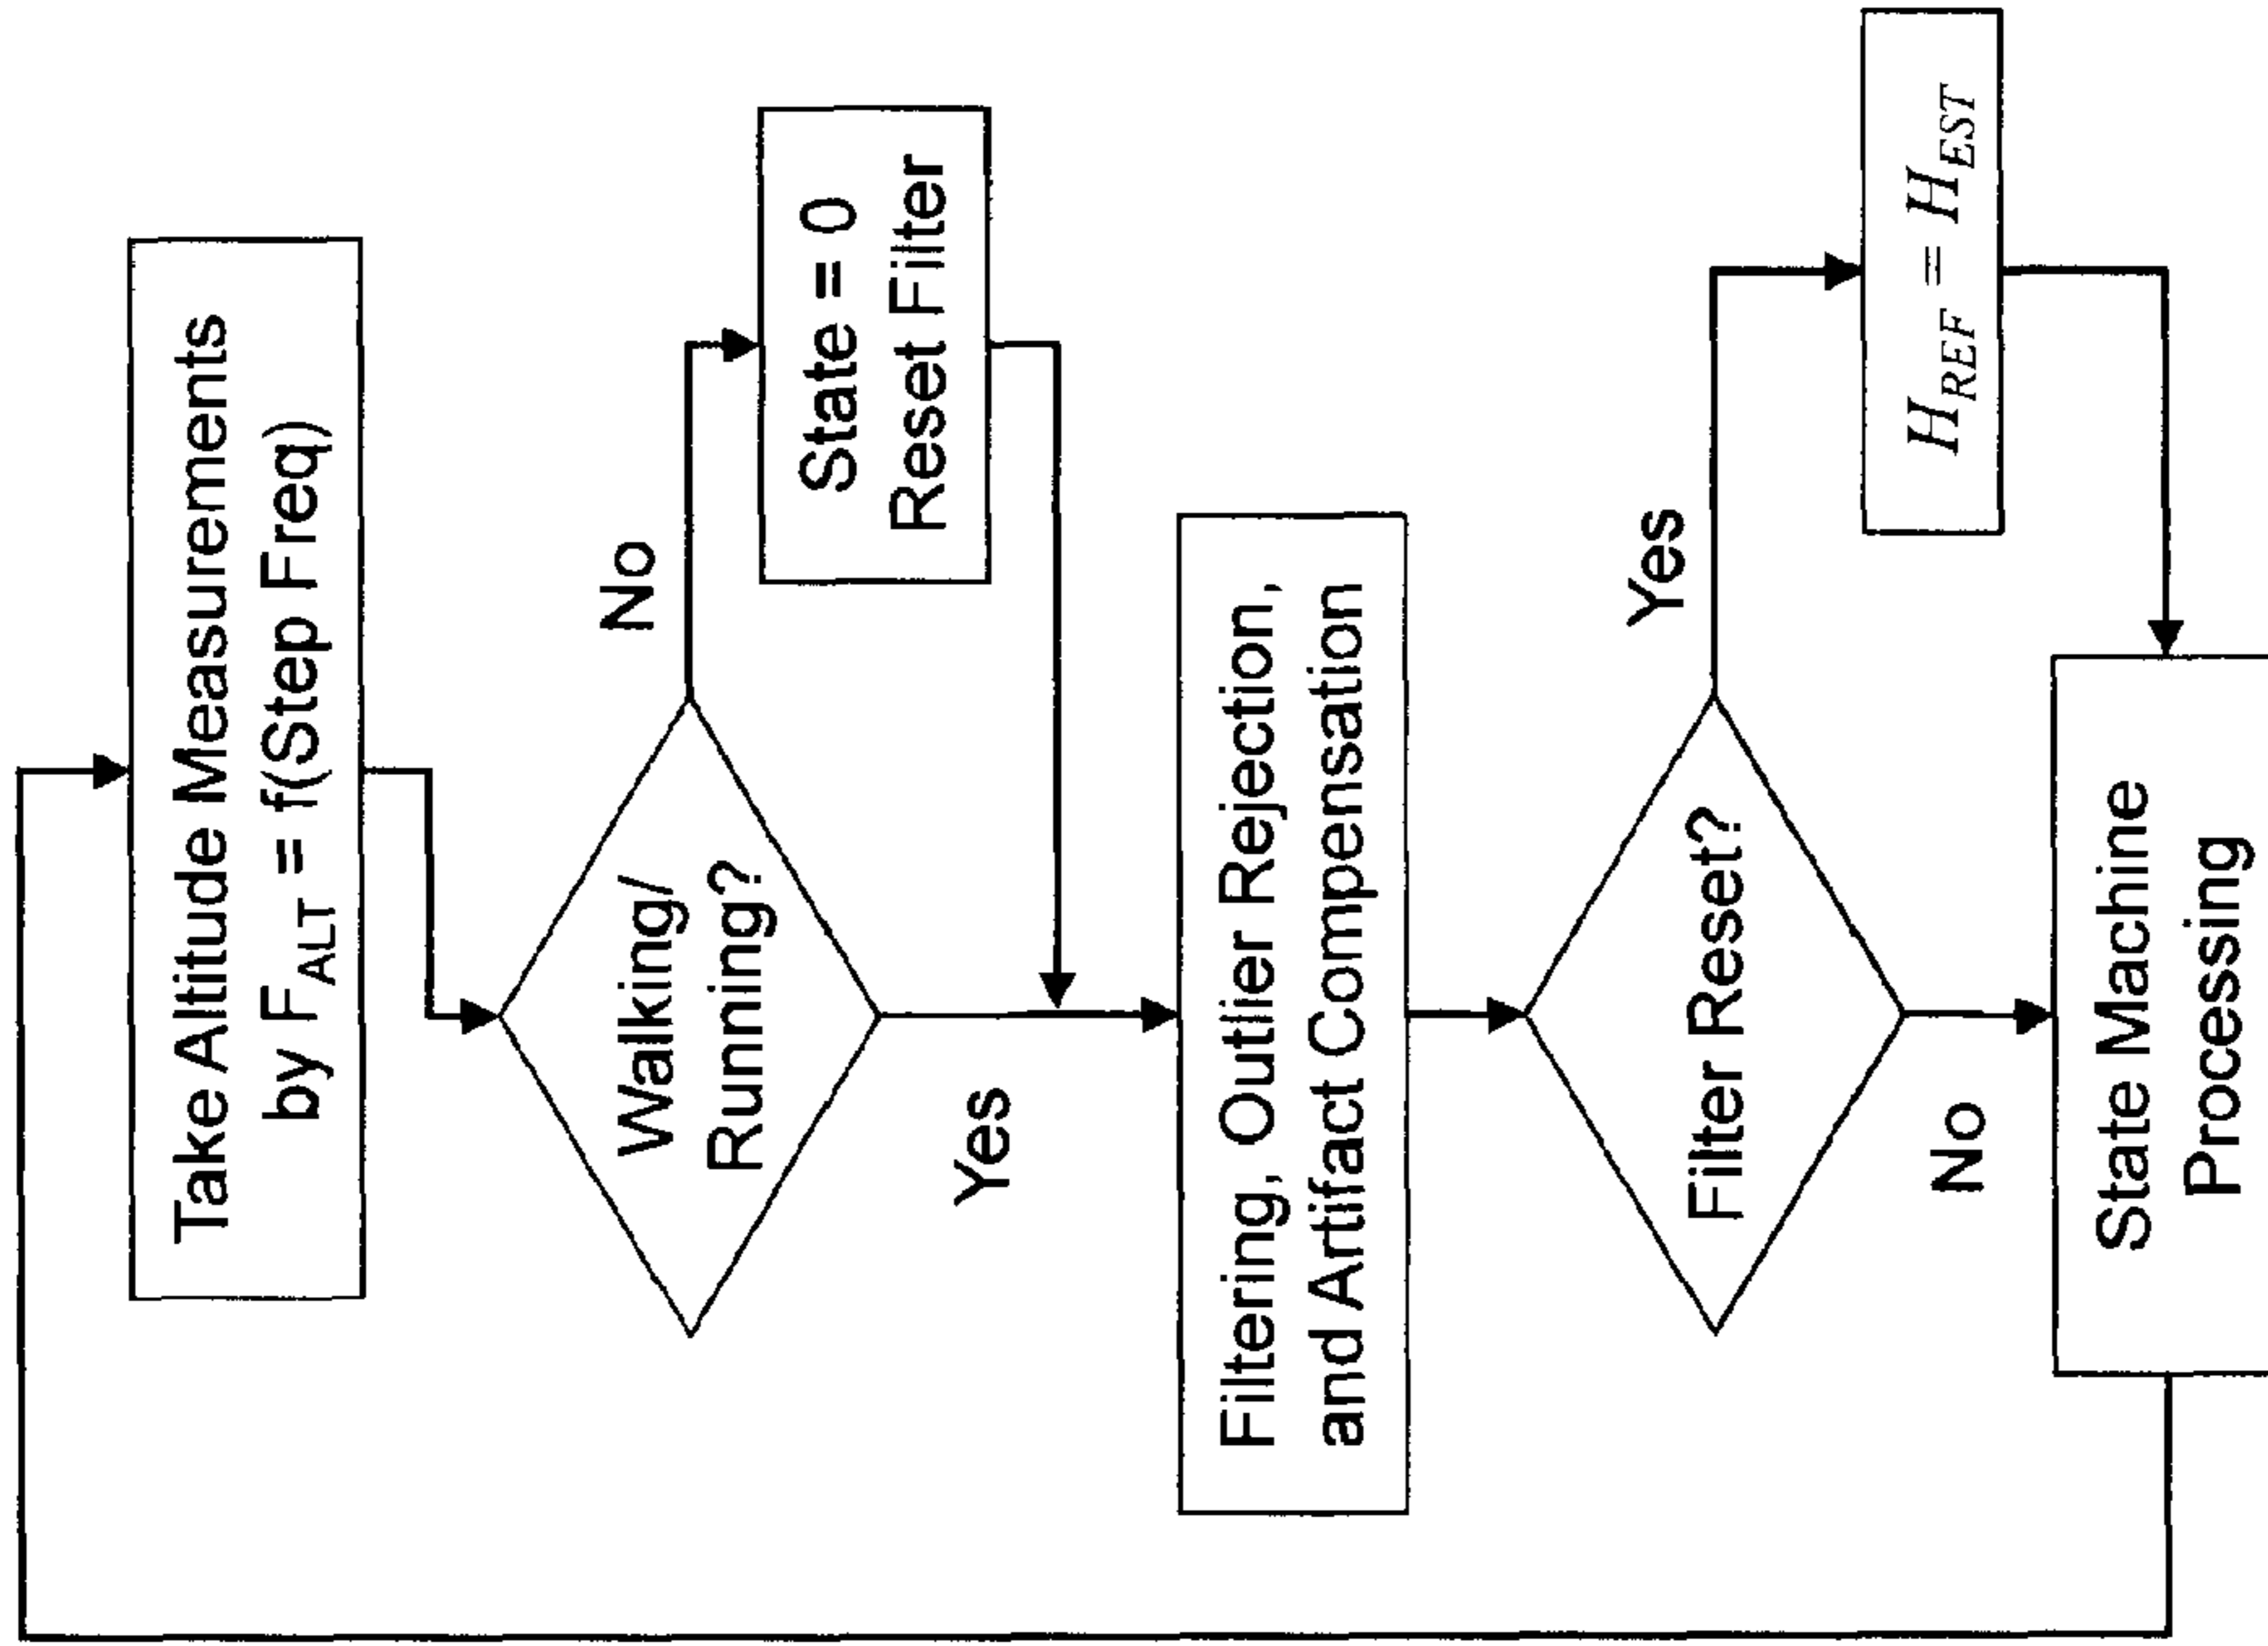 Take Altitude Measurements
by F_ALT = f(Step Freq)
Walking/
Running?
No
State = 0
Reset Filter
Yes
Filtering, Outlier Rejection,
and Artifact Compensation
Filter Reset?
Yes
H_REF = H_EST
No
State Machine
Processing